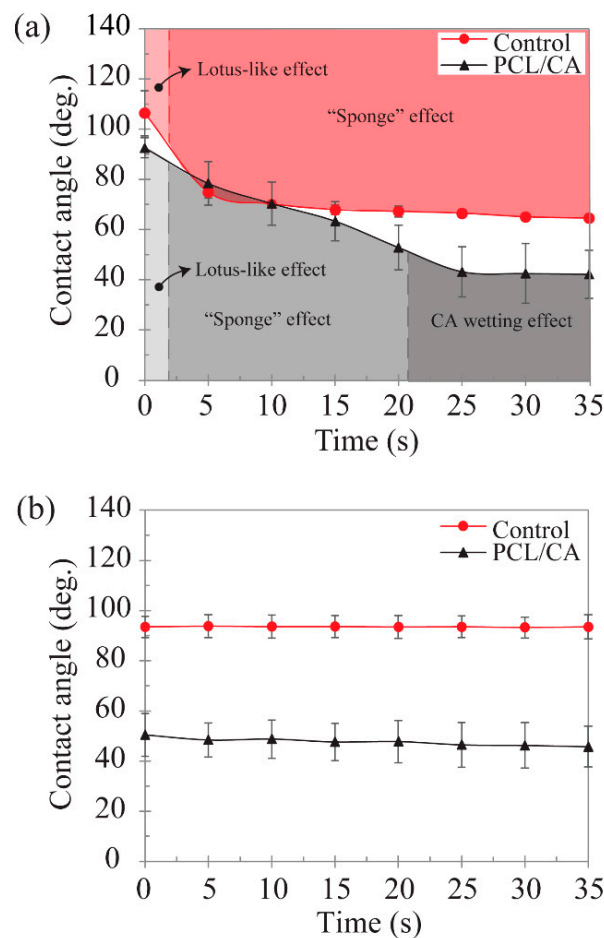 (a)
Control
PCL/CA
Lotus-like effect
“Sponge” effect
Lotus-like effect
“Sponge” effect
CA wetting effect
Contact angle (deg.)
140
120
100
80
60
40
20
0
0 5 10 15 20 25 30 35
Time (s)
(b)
Control
PCL/CA
Contact angle (deg.)
140
120
100
80
60
40
20
0
0 5 10 15 20 25 30 35
Time (s)